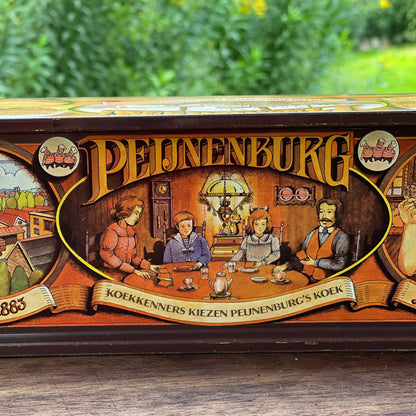 PEIJNENBURG
KOEKKENNERS KIEZEN PEIJNENBURG'S KOEK
1883